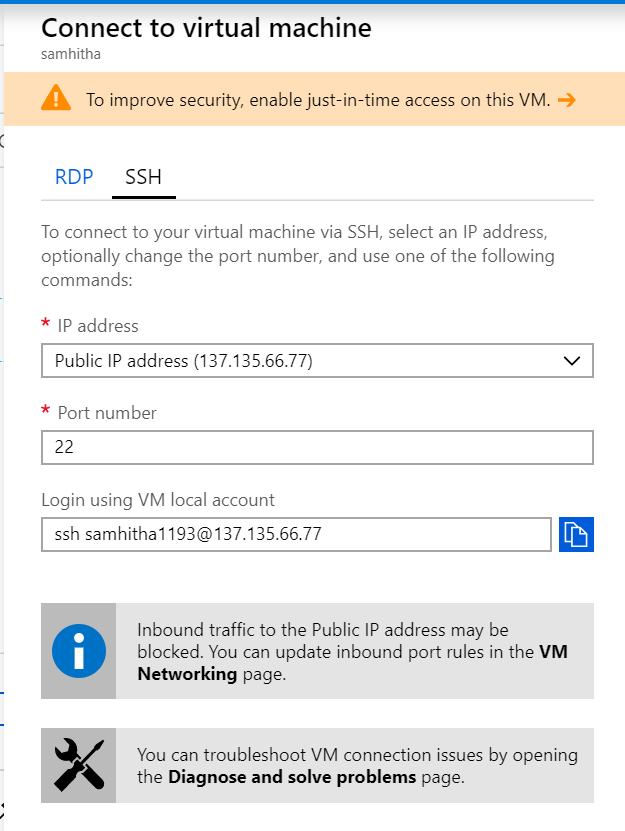 Connect to virtual machine
samhitha
To improve security, enable just-in-time access on this VM. →
RDP SSH
To connect to your virtual machine via SSH, select an IP address,
optionally change the port number, and use one of the following
commands:
* IP address
Public IP address (137.135.66.77)
* Port number
22
Login using VM local account
ssh samhitha1193@137.135.66.77
Inbound traffic to the Public IP address may be
blocked. You can update inbound port rules in the VM
Networking page.
You can troubleshoot VM connection issues by opening
the Diagnose and solve problems page.